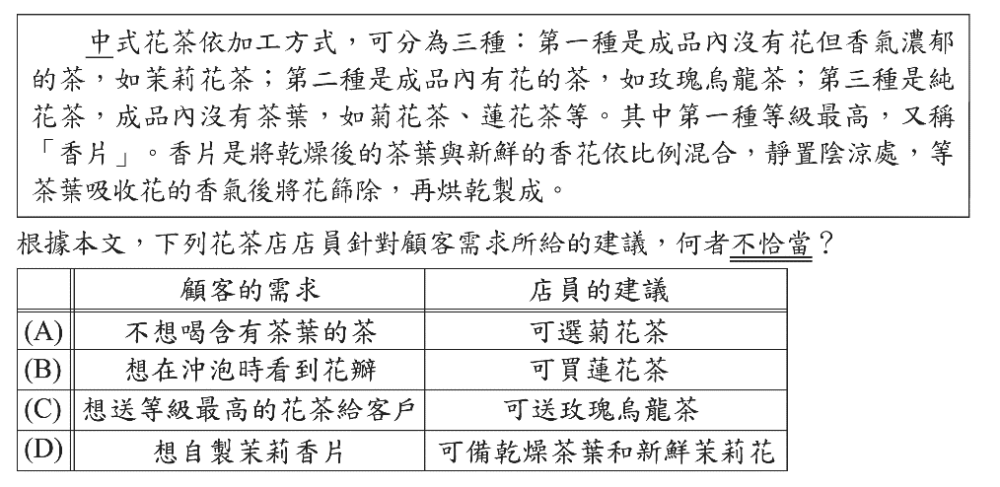 中式花茶依加工方式，可分為三種：第一種是成品內沒有花但香氣濃郁
的茶，如茉莉花茶；第二種是成品內有花的茶，如玫瑰烏龍茶；第三種是純
花茶，成品內沒有茶葉，如菊花茶、蓮花茶等。其中第一種等級最高，又稱
「香片」。香片是將乾燥後的茶葉與新鮮的香花依比例混合，靜置陰涼處，等
茶葉吸收花的香氣後將花篩除，再烘乾製成。
根據本文，下列花茶店店員針對顧客需求所給的建議，何者不恰當？
顧客的需求 店員的建議
(A) 不想喝含有茶葉的茶 可選菊花茶
(B) 想在沖泡時看到花瓣 可買蓮花茶
(C) 想送等級最高的花茶給客戶 可送玫瑰烏龍茶
(D) 想自製茉莉香片 可備乾燥茶葉和新鮮茉莉花